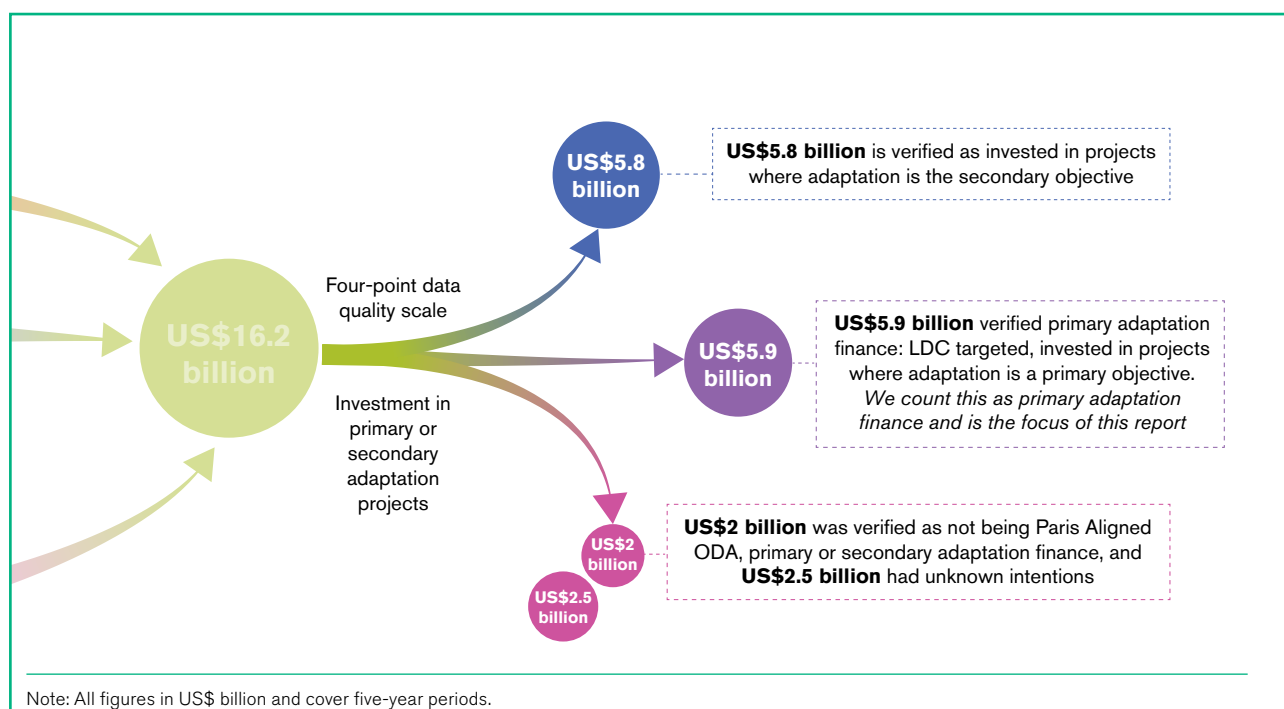 US$16.2
billion
Four-point data
quality scale
Investment in
primary or
secondary
adaptation
projects
US$5.8
billion
US$5.8 billion is verified as invested in projects
where adaptation is the secondary objective
US$5.9
billion
US$5.9 billion verified primary adaptation
finance: LDC targeted, invested in projects
where adaptation is a primary objective.
We count this as primary adaptation
finance and is the focus of this report
US$2
billion
US$2.5
billion
US$2 billion was verified as not being Paris Aligned
ODA, primary or secondary adaptation finance, and
US$2.5 billion had unknown intentions
Note: All figures in US$ billion and cover five-year periods.